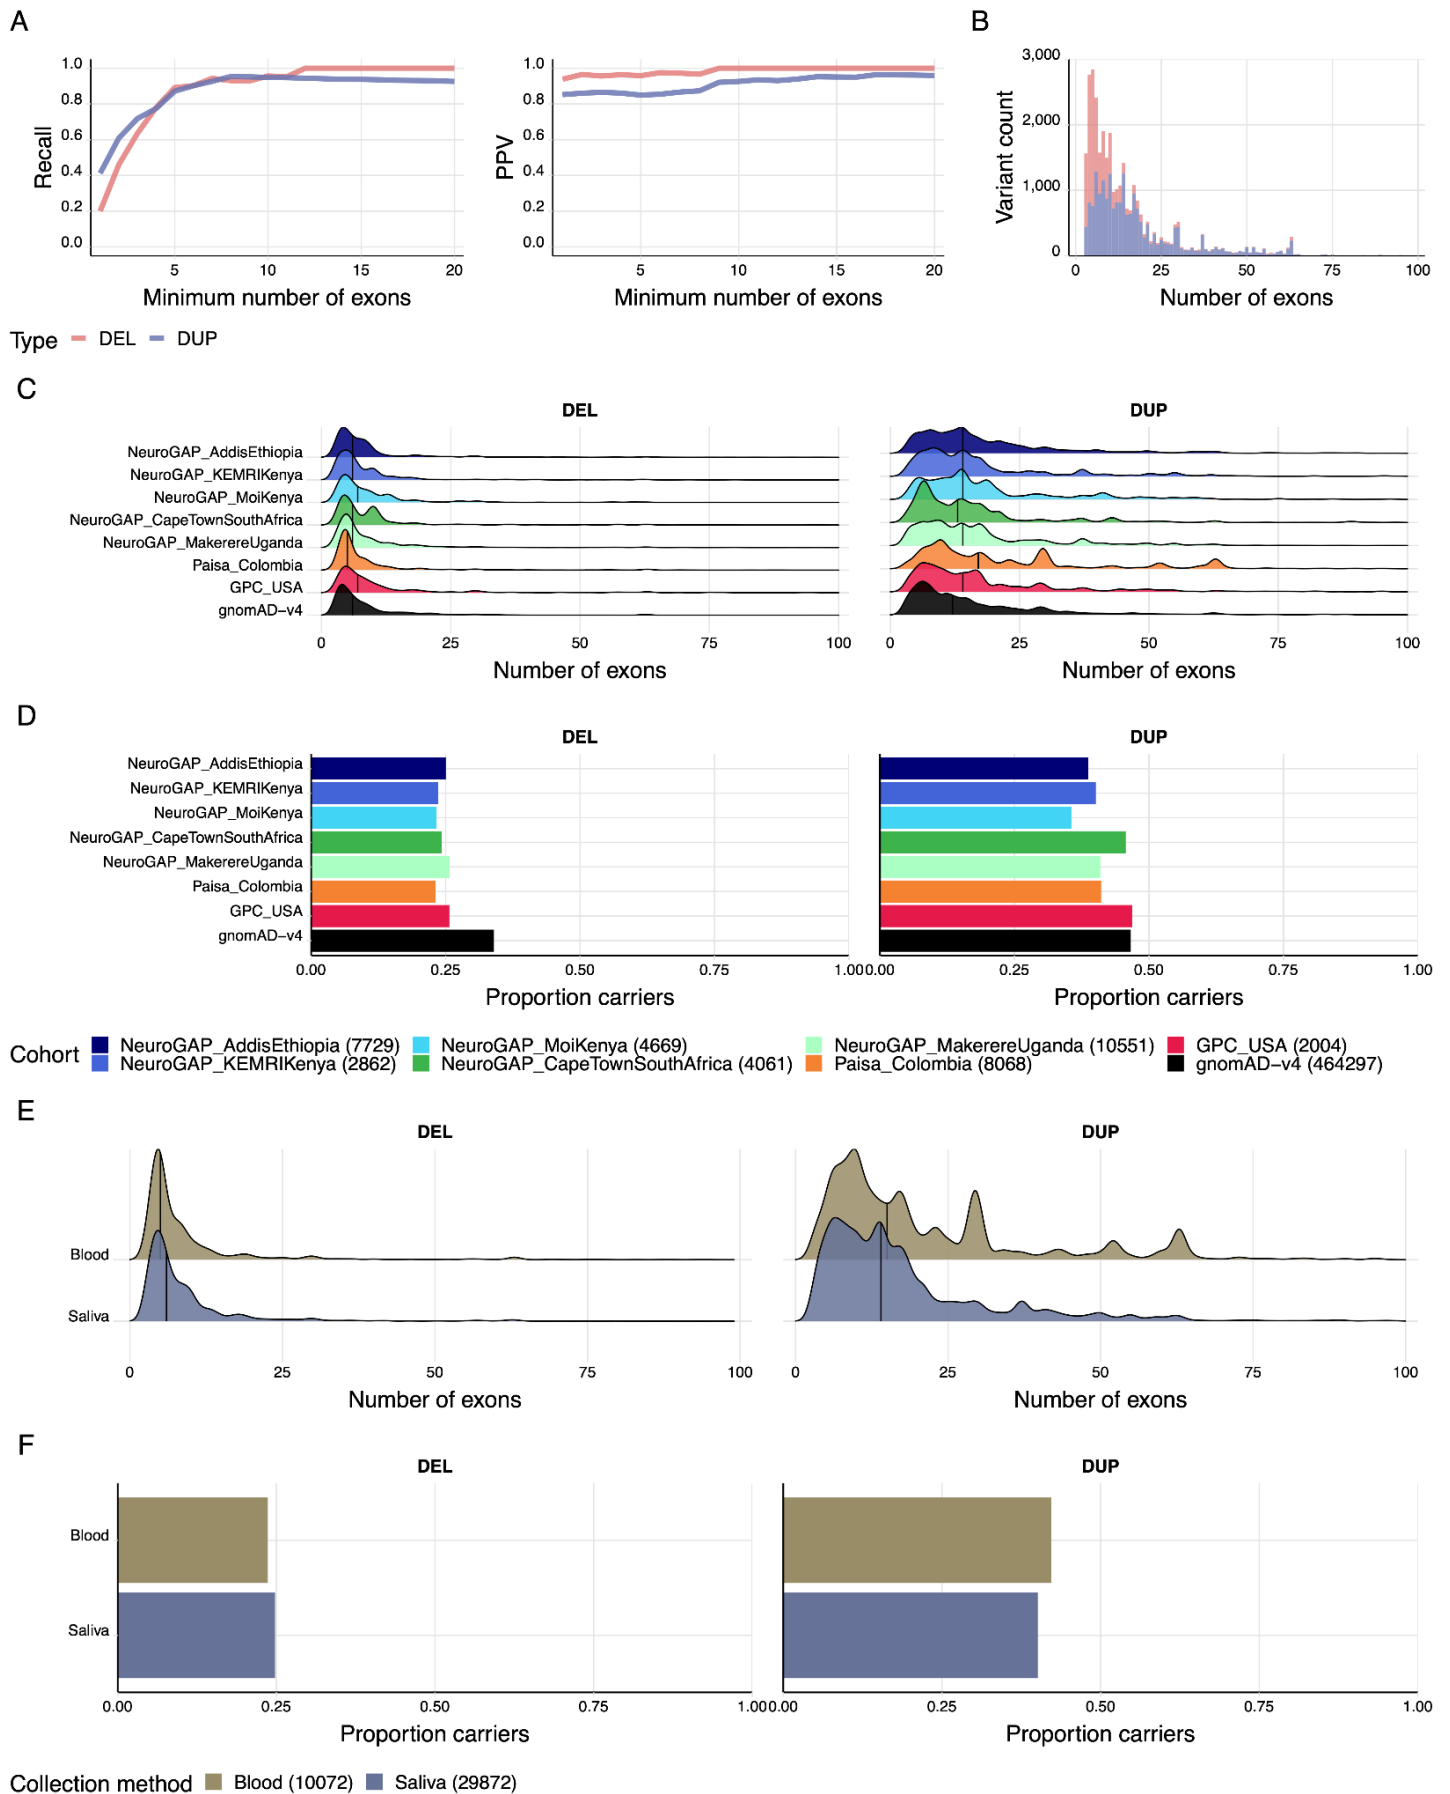 A
B
Recall
1.0
0.8
0.6
0.4
0.2
0.0
5 10 15 20
Minimum number of exons
PPV
1.0
0.8
0.6
0.4
0.2
0.0
5 10 15 20
Minimum number of exons
Variant count
3,000
2,000
1,000
0
0 25 50 75 100
Number of exons
Type DEL DUP
C
DEL
DUP
NeuroGAP_AddisEthiopia
NeuroGAP_KEMRIKenya
NeuroGAP_MoiKenya
NeuroGAP_CapeTownSouthAfrica
NeuroGAP_MakerereUganda
Paisa_Colombia
GPC_USA
gnomAD−v4
0 25 50 75 100
0 25 50 75 100
Number of exons
Number of exons
D
DEL
DUP
NeuroGAP_AddisEthiopia
NeuroGAP_KEMRIKenya
NeuroGAP_MoiKenya
NeuroGAP_CapeTownSouthAfrica
NeuroGAP_MakerereUganda
Paisa_Colombia
GPC_USA
gnomAD−v4
0.00 0.25 0.50 0.75 1.00
0.00 0.25 0.50 0.75 1.00
Proportion carriers
Proportion carriers
Cohort
NeuroGAP_AddisEthiopia (7729) NeuroGAP_MoiKenya (4669) NeuroGAP_MakerereUganda (10551) GPC_USA (2004)
NeuroGAP_KEMRIKenya (2862) NeuroGAP_CapeTownSouthAfrica (4061) Paisa_Colombia (8068) gnomAD−v4 (464297)
E
DEL
DUP
Blood
Saliva
0 25 50 75 100
0 25 50 75 100
Number of exons
Number of exons
F
DEL
DUP
Blood
Saliva
0.00 0.25 0.50 0.75 1.00
0.00 0.25 0.50 0.75 1.00
Proportion carriers
Proportion carriers
Collection method Blood (10072) Saliva (29872)